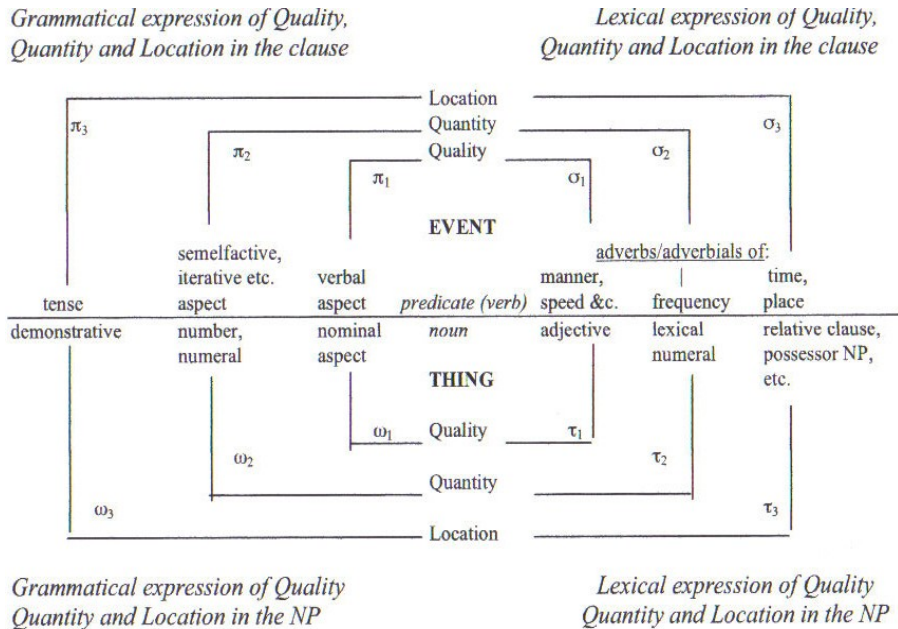 Grammatical expression of Quality, Lexical expression of Quality,
Quantity and Location in the clause Quantity and Location in the clause
Location
π3 Quantity σ3
π2 Quality σ2
π1 σ1
EVENT
semelfactive, adverbs/adverbials of:
iterative etc. verbal manner, time,
tense aspect aspect predicate (verb) speed &c. frequency place
demonstrative number, nominal noun adjective lexical relative clause,
numeral aspect numeral possessor NP,
THING etc.
ω1 Quality τ1
ω2 τ2
Quantity
ω3 τ3
Location
Grammatical expression of Quality Lexical expression of Quality
Quantity and Location in the NP Quantity and Location in the NP